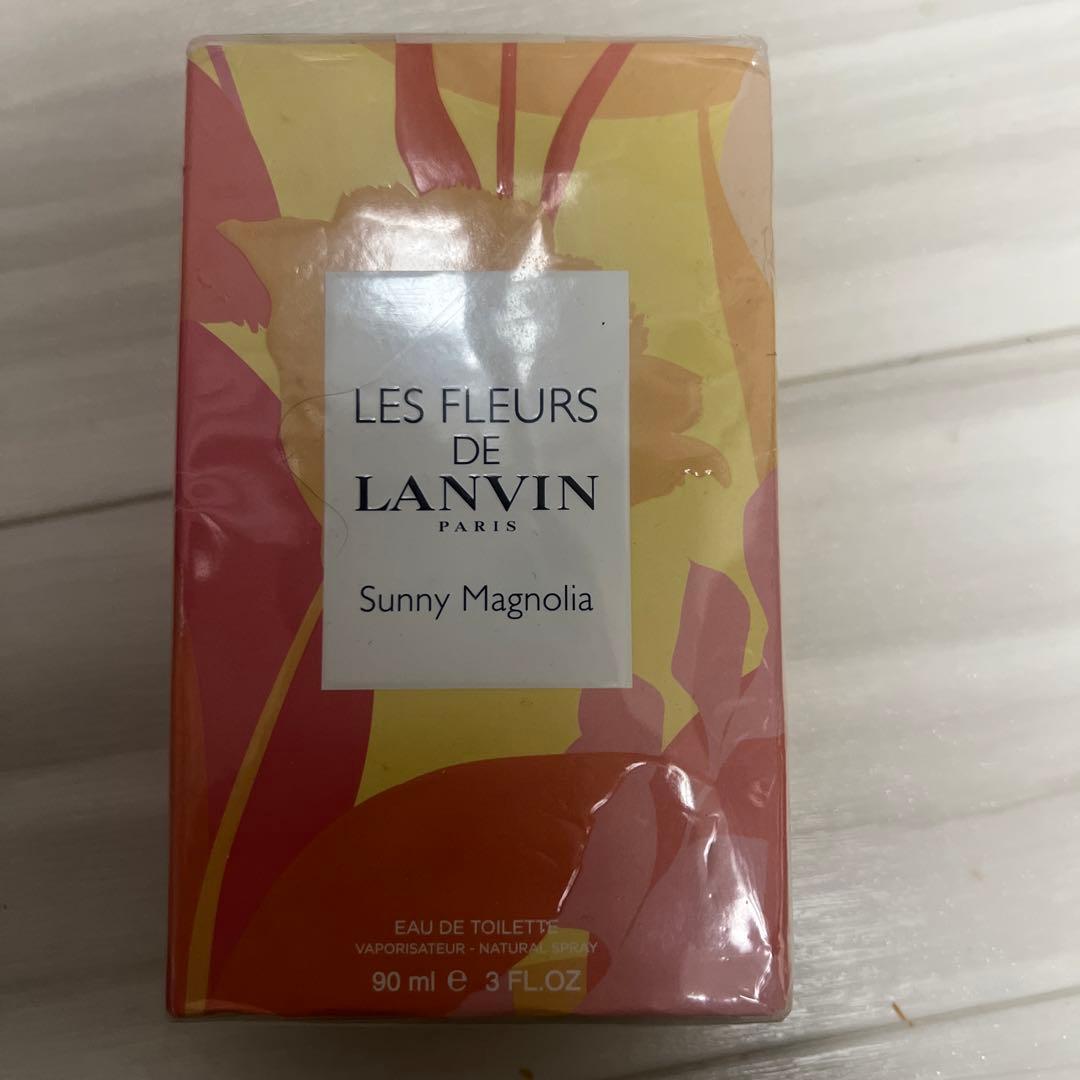 LES FLEURS
DE
LANVIN
PARIS
Sunny Magnolia
EAU DE TOILETTE
VAPORISATEUR - NATURAL SPRAY
90 ml ℮ 3 FL.OZ